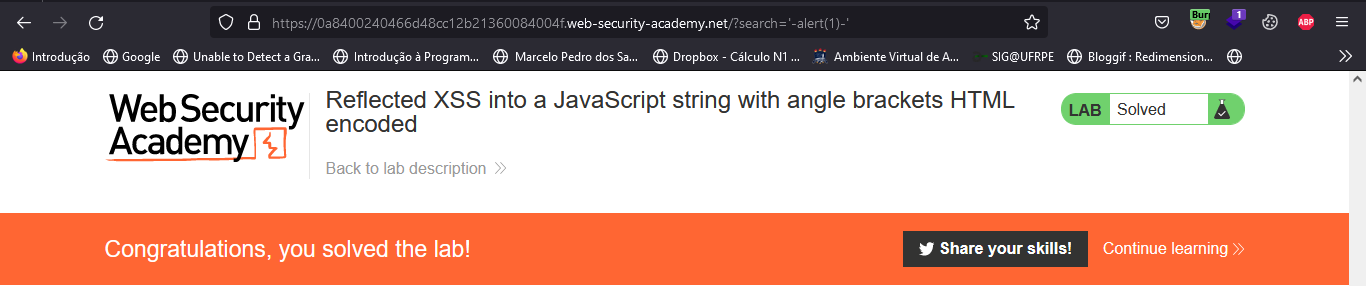 https://0a8400240466d48cc12b21360084004f.web-security-academy.net/?search='-alert(1)-'
Burr
1
ABP
Introdução
Google
Unable to Detect a Gra...
Introdução à Program...
Marcelo Pedro dos Sa...
Dropbox - Cálculo N1 ...
Ambiente Virtual de A...
SIG@UFRPE
Bloggif : Redimension...
Web Security
Academy
Reflected XSS into a JavaScript string with angle brackets HTML
encoded
LAB Solved
Back to lab description
Congratulations, you solved the lab!
Share your skills!
Continue learning